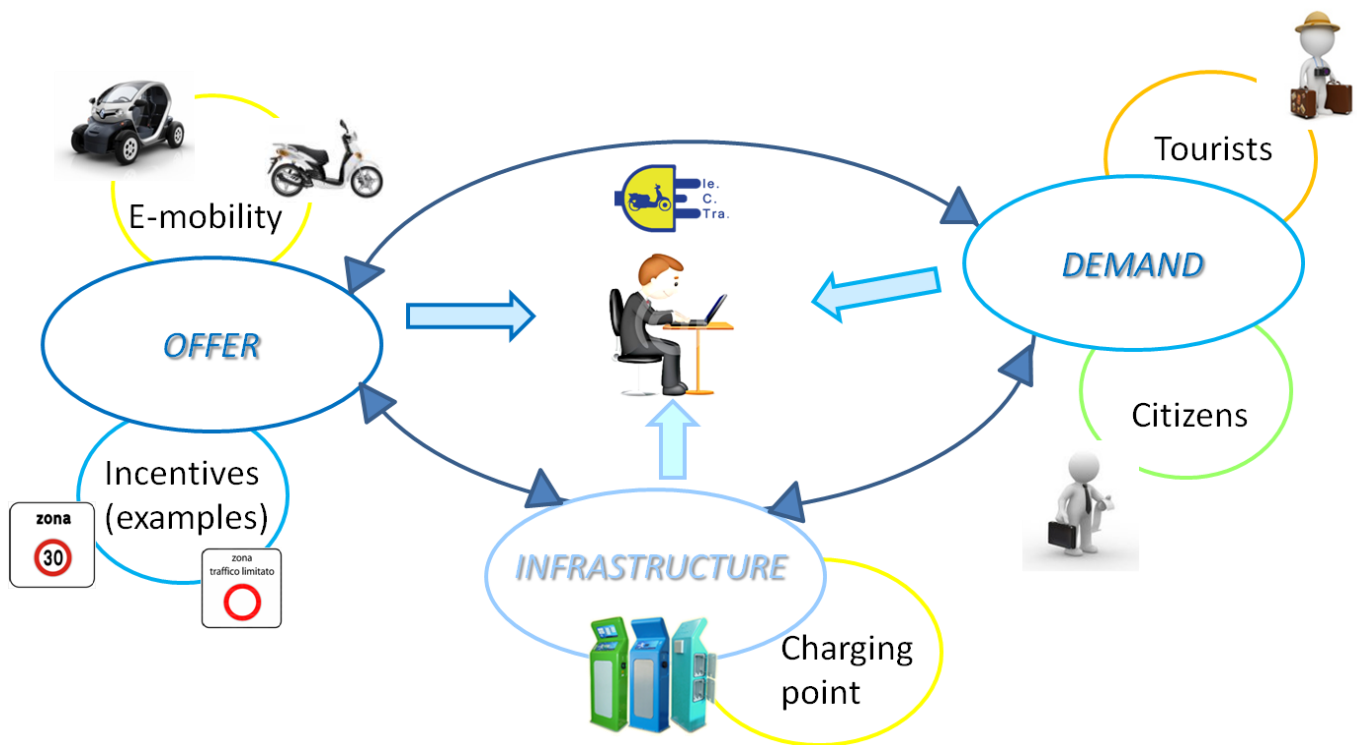 Tourists
E-mobility
le.
C.
Tra.
DEMAND
OFFER
Citizens
Incentives
(examples)
zona
30
zona
traffico limitato
INFRASTRUCTURE
Charging
point